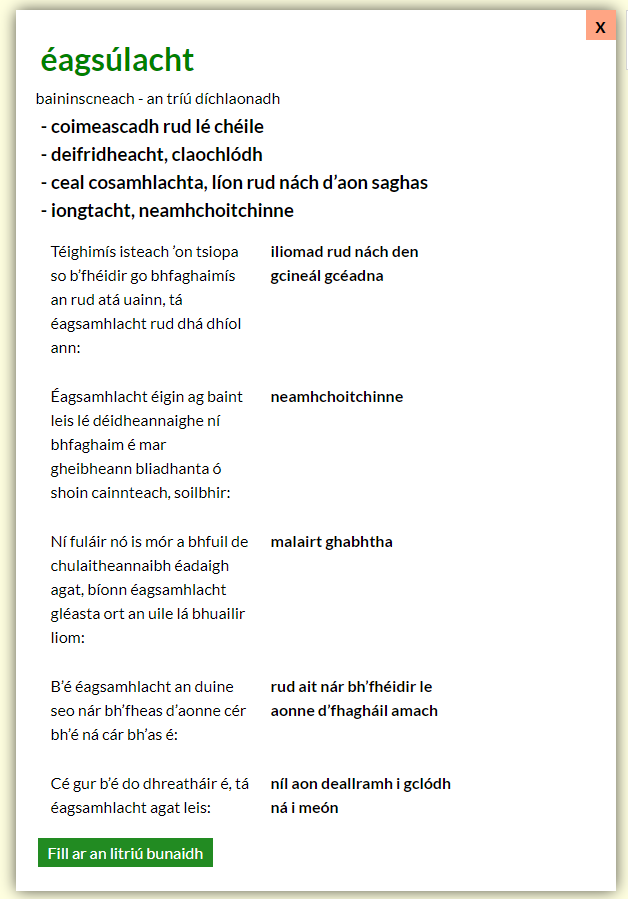 X
éagsúlacht
baininscneach - an tríú díchlaonadh
- coimeascadh rud lé chéile
- deifridheacht, claochlódh
- ceal cosamhlachta, líon rud nách d’aon saghas
- iongtacht, neamhchoitchinne
Téighimís isteach ’on tsiopa
so b’fhéidir go bhfaghaimís
an rud atá uainn, tá
éagsamhlacht rud dhá dhíol
ann:
iliomad rud nách den
gcineál gcéadna
Éagsamhlacht éigin ag baint
leis lé déidheannaighe ní
bhfaghaim é mar
gheibheann bliadhanta ó
shoin cainnteach, soilbhir:
neamhchoitchinne
Ní fuláir nó is mór a bhfuil de
chulaitheannaibh éadaigh
agat, bíonn éagsamhlacht
gléasta ort an uile lá bhuailir
liom:
malairt ghabhtha
B’é éagsamhlacht an duine
seo nár bh’fheas d’aonne cér
bh’é ná cár bh’as é:
rud ait nár bh’fhéidir le
aonne d’fhagháil amach
Cé gur b’é do dhreatháir é, tá
éagsamhlacht agat leis:
níl aon deallramh i gclódh
ná i meón
Fill ar an litriú bunaidh